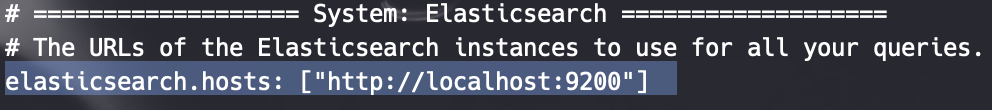 # =================== System: Elasticsearch ===================
# The URLs of the Elasticsearch instances to use for all your queries.
elasticsearch.hosts: ["http://localhost:9200"]